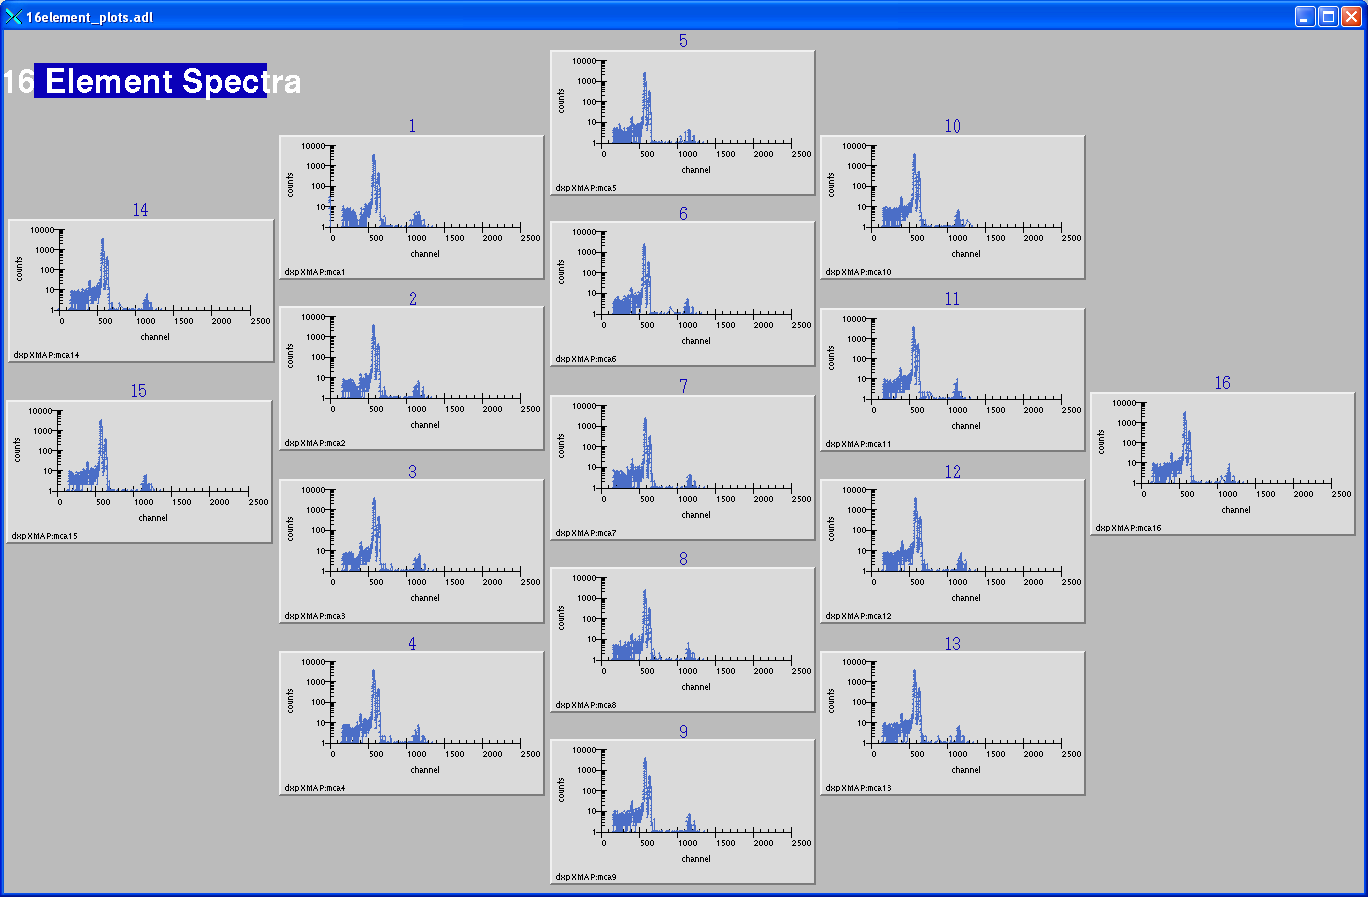 16element_plots.adl
16 Element Spectra
5
10000
1000
100
10
1
counts
0 500 1000 1500 2000 2500
channel
dxpXMAP:mca5
1
10000
1000
100
10
1
counts
0 500 1000 1500 2000 2500
channel
dxpXMAP:mca1
10
10000
1000
100
10
1
counts
0 500 1000 1500 2000 2500
channel
dxpXMAP:mca10
14
10000
1000
100
10
1
counts
0 500 1000 1500 2000 2500
channel
dxpXMAP:mca14
6
10000
1000
100
10
1
counts
0 500 1000 1500 2000 2500
channel
dxpXMAP:mca6
2
10000
1000
100
10
1
counts
0 500 1000 1500 2000 2500
channel
dxpXMAP:mca2
11
10000
1000
100
10
1
counts
0 500 1000 1500 2000 2500
channel
dxpXMAP:mca11
15
10000
1000
100
10
1
counts
0 500 1000 1500 2000 2500
channel
dxpXMAP:mca15
7
10000
1000
100
10
1
counts
0 500 1000 1500 2000 2500
channel
dxpXMAP:mca7
16
10000
1000
100
10
1
counts
0 500 1000 1500 2000 2500
channel
dxpXMAP:mca16
3
10000
1000
100
10
1
counts
0 500 1000 1500 2000 2500
channel
dxpXMAP:mca3
12
10000
1000
100
10
1
counts
0 500 1000 1500 2000 2500
channel
dxpXMAP:mca12
8
10000
1000
100
10
1
counts
0 500 1000 1500 2000 2500
channel
dxpXMAP:mca8
4
10000
1000
100
10
1
counts
0 500 1000 1500 2000 2500
channel
dxpXMAP:mca4
13
10000
1000
100
10
1
counts
0 500 1000 1500 2000 2500
channel
dxpXMAP:mca13
9
10000
1000
100
10
1
counts
0 500 1000 1500 2000 2500
channel
dxpXMAP:mca9